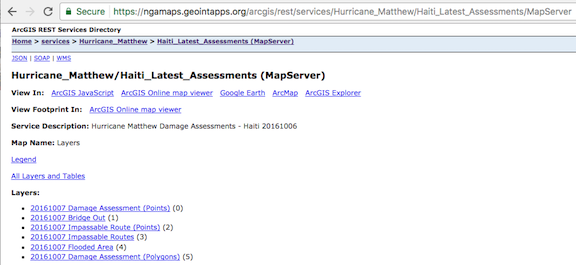 Secure https://ngamaps.geointapps.org/arcgis/rest/services/Hurricane_Matthew/Haiti_Latest_Assessments/MapServer
ArcGIS REST Services Directory
Home > services > Hurricane_Matthew > Haiti_Latest_Assessments (MapServer)
JSON | SOAP | WMS
Hurricane_Matthew/Haiti_Latest_Assessments (MapServer)
View In: ArcGIS JavaScript ArcGIS Online map viewer Google Earth ArcMap ArcGIS Explorer
View Footprint In: ArcGIS Online map viewer
Service Description: Hurricane Matthew Damage Assessments - Haiti 20161006
Map Name: Layers
Legend
All Layers and Tables
Layers:
20161007 Damage Assessment (Points) (0)
20161007 Bridge Out (1)
20161007 Impassable Route (Points) (2)
20161007 Impassable Routes (3)
20161007 Flooded Area (4)
20161007 Damage Assessment (Polygons) (5)